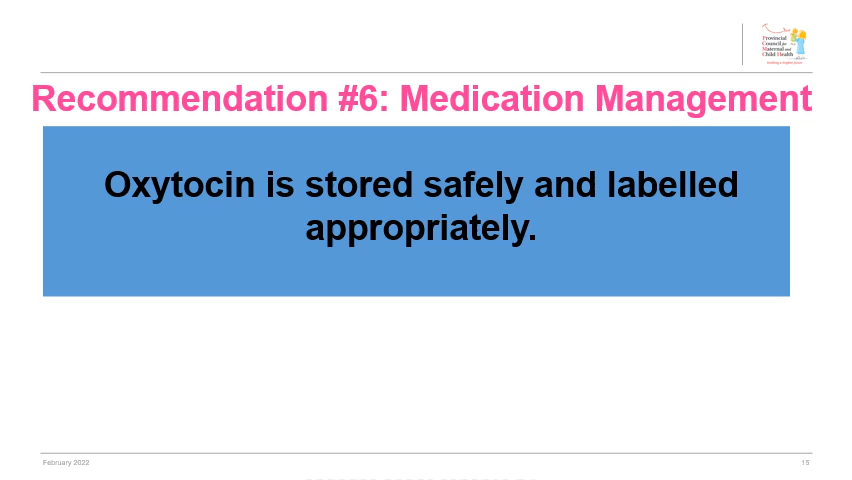 Provincial
Council for
Maternal and
Child Health
Recommendation #6: Medication Management
Oxytocin is stored safely and labelled
appropriately.
February 2022
15